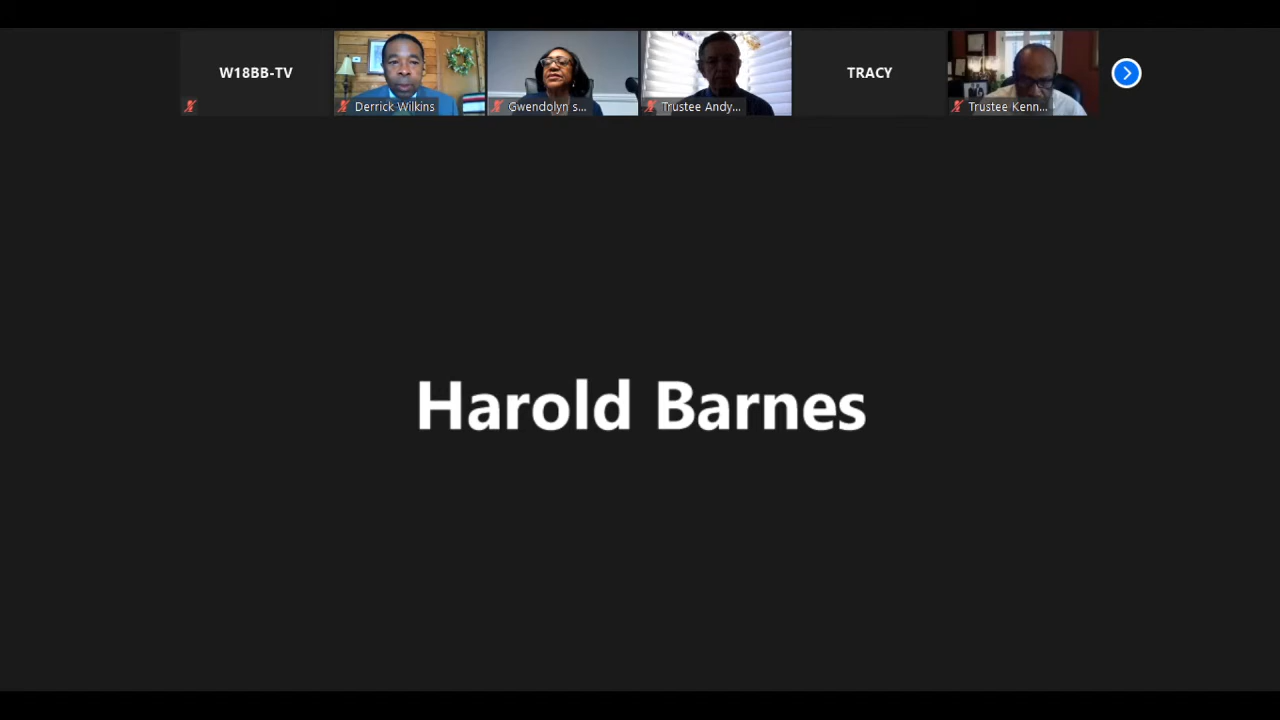 W18BB-TV
Derrick Wilkins
Gwendolyn s...
Trustee Andy...
TRACY
Trustee Kenn...
Harold Barnes